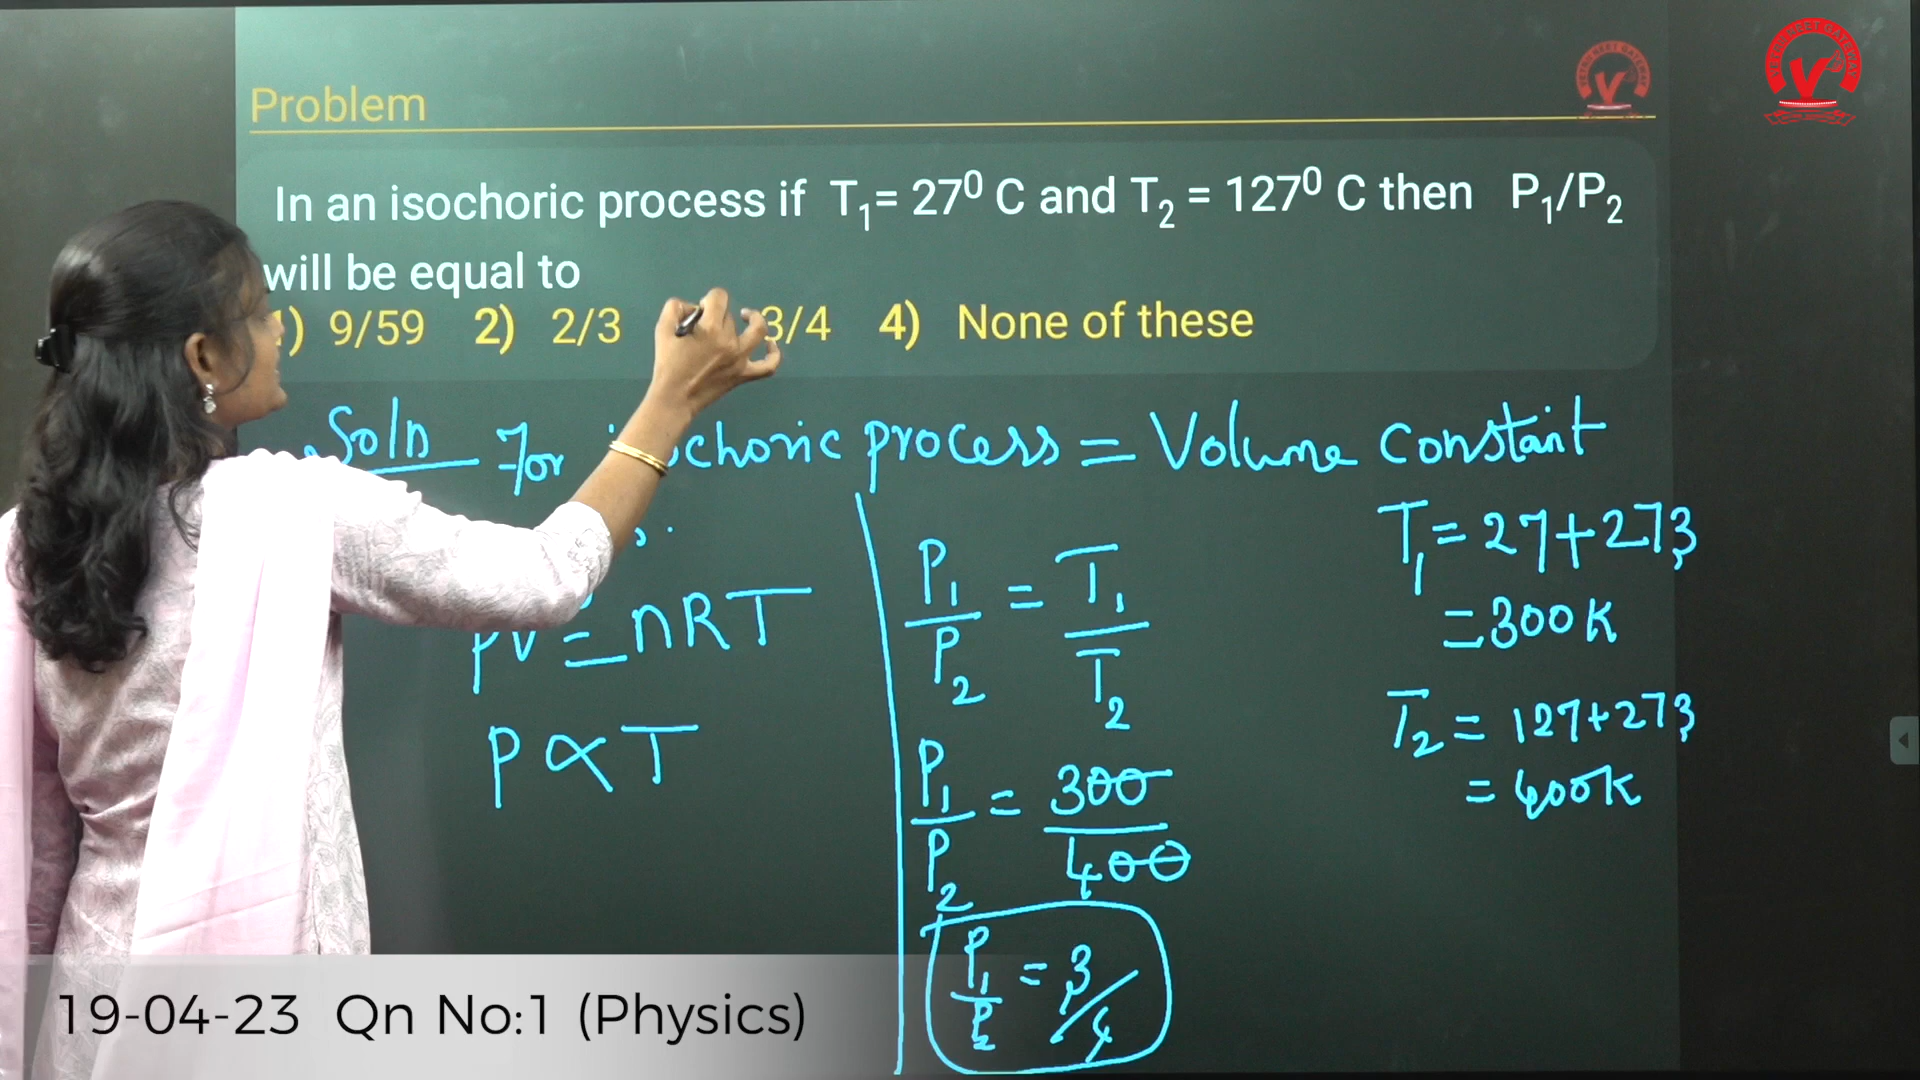 Problem
In an isochoric process if T₁= 27⁰ C and T₂ = 127⁰ C then P₁/P₂
will be equal to
) 9/59 2) 2/3 3/4 4) None of these
Soln For choric process = Volume constant
PV = nRT
P ∝ T
P₁/P₂ = T₁/T₂
P₁/P₂ = 300/400
P₁/P₂ = 3/4
T₁ = 27+273
= 300K
T₂ = 127+273
= 400K
19-04-23 Qn No:1 (Physics)